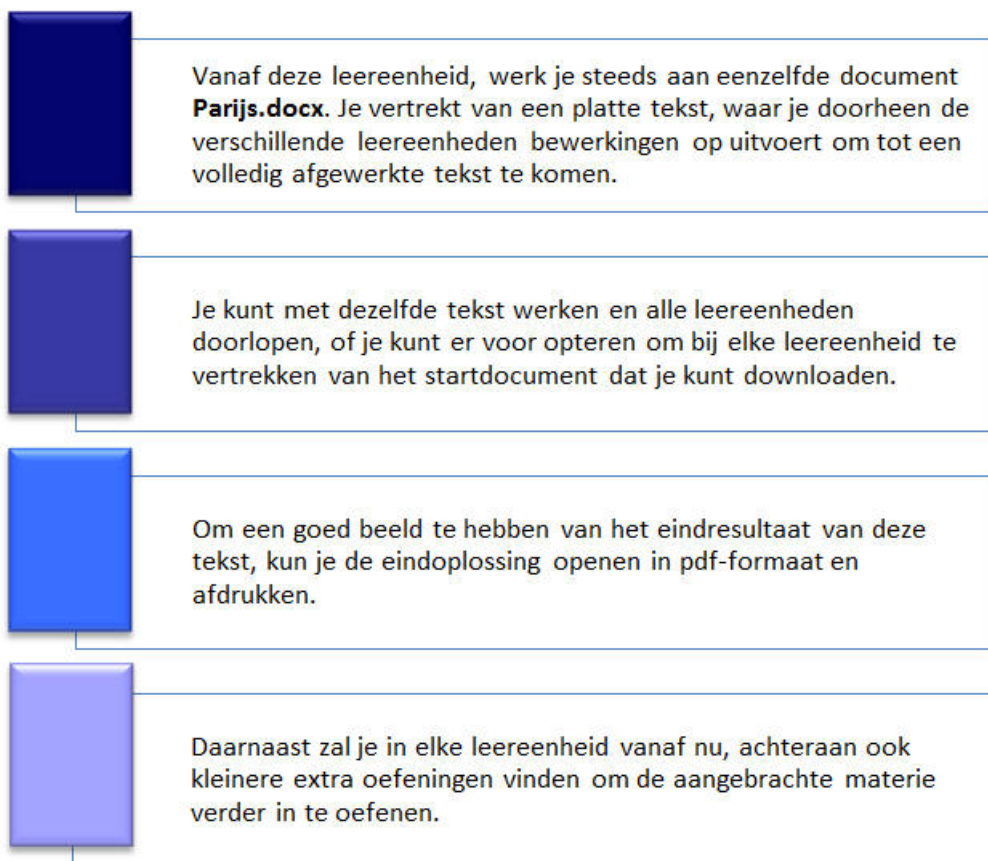 Vanaf deze leereenheid, werk je steeds aan eenzelfde document
Parijs.docx. Je vertrekt van een platte tekst, waar je doorheen de
verschillende leereenheden bewerkingen op uitvoert om tot een
volledig afgewerkte tekst te komen.
Je kunt met dezelfde tekst werken en alle leereenheden
doorlopen, of je kunt er voor opteren om bij elke leereenheid te
vertrekken van het startdocument dat je kunt downloaden.
Om een goed beeld te hebben van het eindresultaat van deze
tekst, kun je de eindoplossing openen in pdf-formaat en
afdrukken.
Daarnaast zal je in elke leereenheid vanaf nu, achteraan ook
kleinere extra oefeningen vinden om de aangebrachte materie
verder in te oefenen.